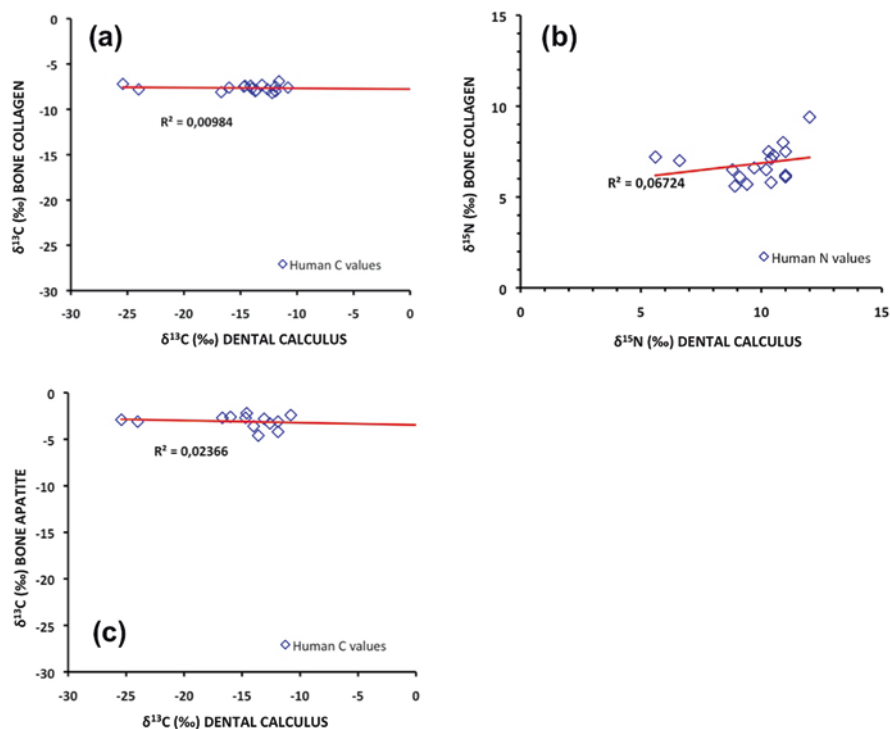 (a)
0
-5
-10
-15
-20
-25
-30
δ13C (‰) BONE COLLAGEN
R² = 0,00984
Human C values
-30 -25 -20 -15 -10 -5 0
δ13C (‰) DENTAL CALCULUS
(b)
15
10
5
0
δ15N (‰) BONE COLLAGEN
R² = 0,06724
Human N values
0 5 10 15
δ15N (‰) DENTAL CALCULUS
0
-5
-10
-15
-20
-25
-30
δ13C (‰) BONE APATITE
R² = 0,02366
(c)
Human C values
-30 -25 -20 -15 -10 -5 0
δ13C (‰) DENTAL CALCULUS